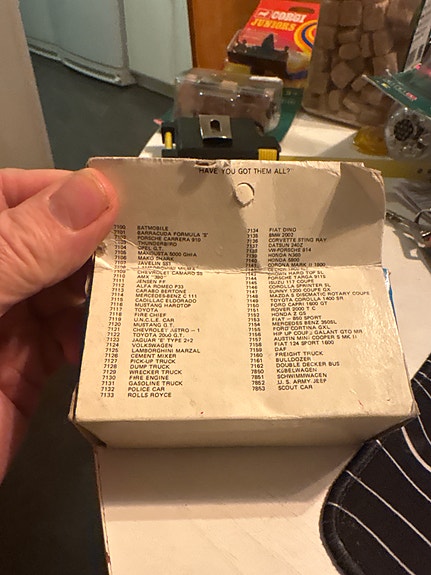 CORGI
JUNIORS
HAVE YOU GOT THEM ALL?
7100 BATMOBILE
7101 BARRACUDA FORMULA 'S'
7102 PORSCHE CARRERA 910
7103 THUNDERBIRD
7104 OPEL G.T.
MANGUSTA 5000 GHIA
MAKO SHARK
JAVELIN
CHEVROLET CAMARO SS
7110 AMX "390"
7111 JENSEN FF
7112 ALFA ROMEO P33
7113 CARABO BERTONE
7114 MERCEDES-BENZ C 111
7115 CADILLAC ELDORADO
7116 MUSTANG HARDTOP
7117 TOYOTA
7118 FIRE CHIEF
7119 U.N.C.L.E. CAR
7120 MUSTANG G.T.
7121 CHEVROLET ASTRO - 1
7122 TOYOTA 2000 G.T.
7123 JAGUAR 'E' TYPE 2+2
7124 VOLKSWAGEN
7125 LAMBORGHINI MARZAL
7126 CEMENT MIXER
7127 PICK-UP TRUCK
7128 DUMP TRUCK
7129 WRECKER TRUCK
7130 FIRE ENGINE
7131 GASOLINE TRUCK
7132 POLICE CAR
7133 ROLLS ROYCE
7134 FIAT DINO
7135 BMW 2002
7136 CORVETTE STING RAY
7137 DATSUN 240Z
7138 VW-PORSCHE 914
7139 HONDA N360
7140 HONDA S800
CORONA MARK II 1900
HARD TOP SL
7144 PORSCHE TARGA 911S
7145 ISUZU 117 COUPE
7146 COROLLA SPRINTER SL
7147 SUNNY 1200 COUPE GX
7148 MAZDA S DISCMATIC ROTARY COUPE
7149 TOYOTA COROLLA 1400 SR
7150 FORD CAPRI 1600 GT
7151 ROVER 2000 T C
7152 HONDA Z GS
7153 FIAT - 850 SPORT
7154 MERCEDES BENZ 350SL
7155 FORD CORTINA GXL
7156 HIP UP COUPE GALANT GTO MR
7157 AUSTIN MINI COOPER S MK II
7158 FIAT 124 SPORT 1600
7159 DAF
7160 FREIGHT TRUCK
7161 BULLDOZER
7162 DOUBLE DECKER BUS
7850 KUBELWAGEN
7851 SCHWIMMWAGEN
7852 U.S. ARMY JEEP
7853 SCOUT CAR